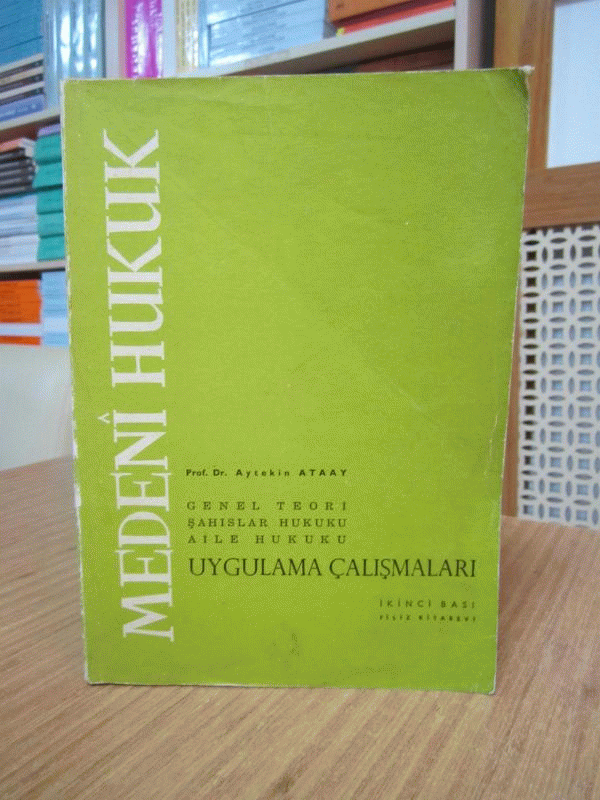 MEDENÎ HUKUK
Prof. Dr. Aytekin ATAAY
GENEL TEORİ
ŞAHISLAR HUKUKU
AİLE HUKUKU
UYGULAMA ÇALIŞMALARI
İKİNCİ BASI
FİLİZ KİTABEVİ